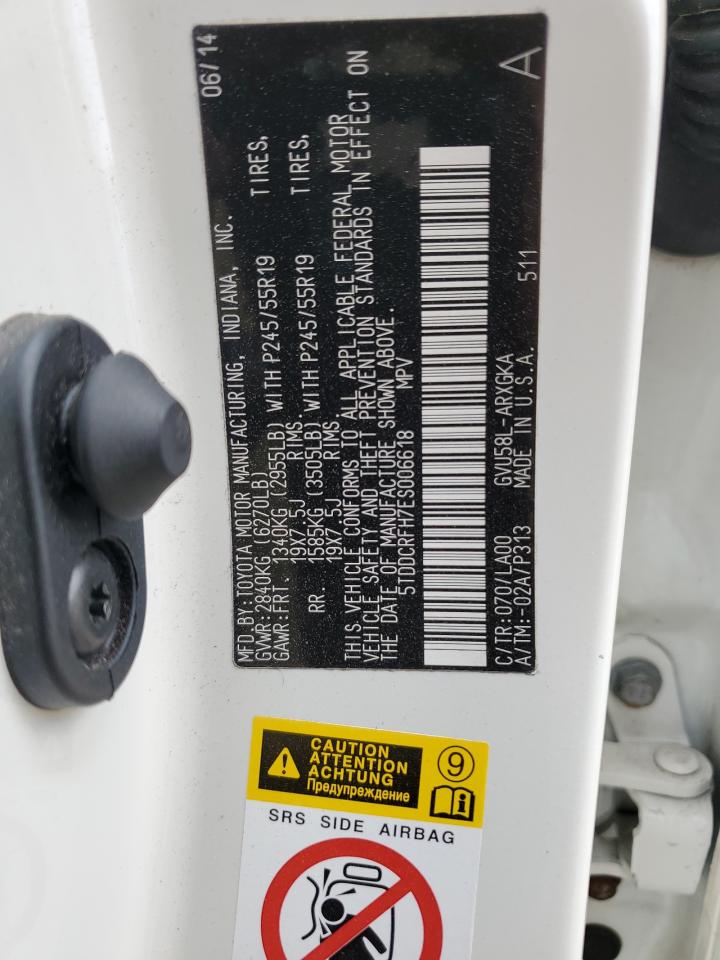 06/14
MFD BY:TOYOTA MOTOR MANUFACTURING, INDIANA, INC.
GVWR:2840KG (6270LB)
GAWR:FRT. 1340KG (2955LB) WITH P245/55R19 TIRES,
19X7.5J RIMS
RR. 1585KG (3505LB) WITH P245/55R19 TIRES,
19X7.5J RIMS
THIS VEHICLE CONFORMS TO ALL APPLICABLE FEDERAL MOTOR
VEHICLE SAFETY AND THEFT PREVENTION STANDARDS IN EFFECT ON
THE DATE OF MANUFACTURE SHOWN ABOVE.
5TDDCRFH7ES006618 MPV
C/TR:070/LA00 GVU58L-ARXGKA 511
A/TM:-02A/P313 MADE IN U.S.A. A
CAUTION
ATTENTION
ACHTUNG
Предупреждение
9
SRS SIDE AIRBAG